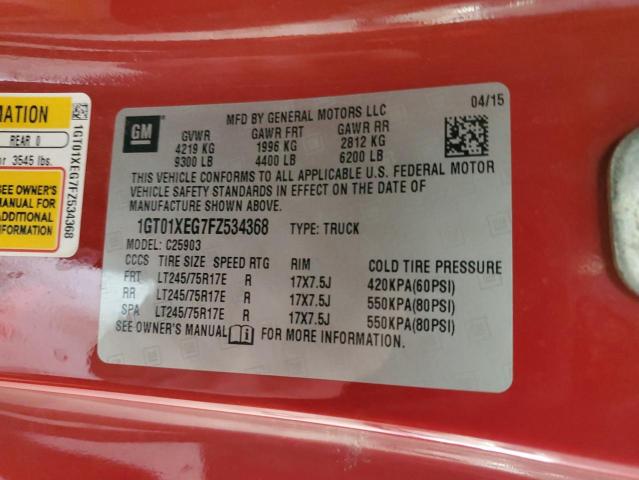 MATION
REAR 0
or 3545 lbs.
SEE OWNER'S
MANUAL FOR
ADDITIONAL
INFORMATION
1GT01XEG7FZ534368
GM
MFD BY GENERAL MOTORS LLC
04/15
GVWR GAWR FRT GAWR RR
4219 KG 1996 KG 2812 KG
9300 LB 4400 LB 6200 LB
THIS VEHICLE CONFORMS TO ALL APPLICABLE U.S. FEDERAL MOTOR
VEHICLE SAFETY STANDARDS IN EFFECT ON THE DATE OF
MANUFACTURE SHOWN ABOVE.
1GT01XEG7FZ534368 TYPE: TRUCK
MODEL: C25903
CCCS TIRE SIZE SPEED RTG RIM COLD TIRE PRESSURE
FRT LT245/75R17E R 17X7.5J 420KPA(60PSI)
RR LT245/75R17E R 17X7.5J 550KPA(80PSI)
SPA LT245/75R17E R 17X7.5J 550KPA(80PSI)
SEE OWNER'S MANUAL FOR MORE INFORMATION.